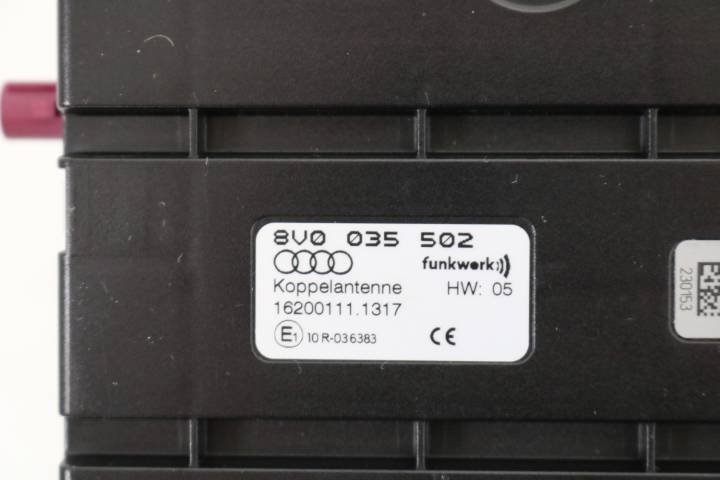 8V0 035 502
funkwerk
Koppelantenne HW: 05
16200111.1317
E1 10 R-036383 CE
230153